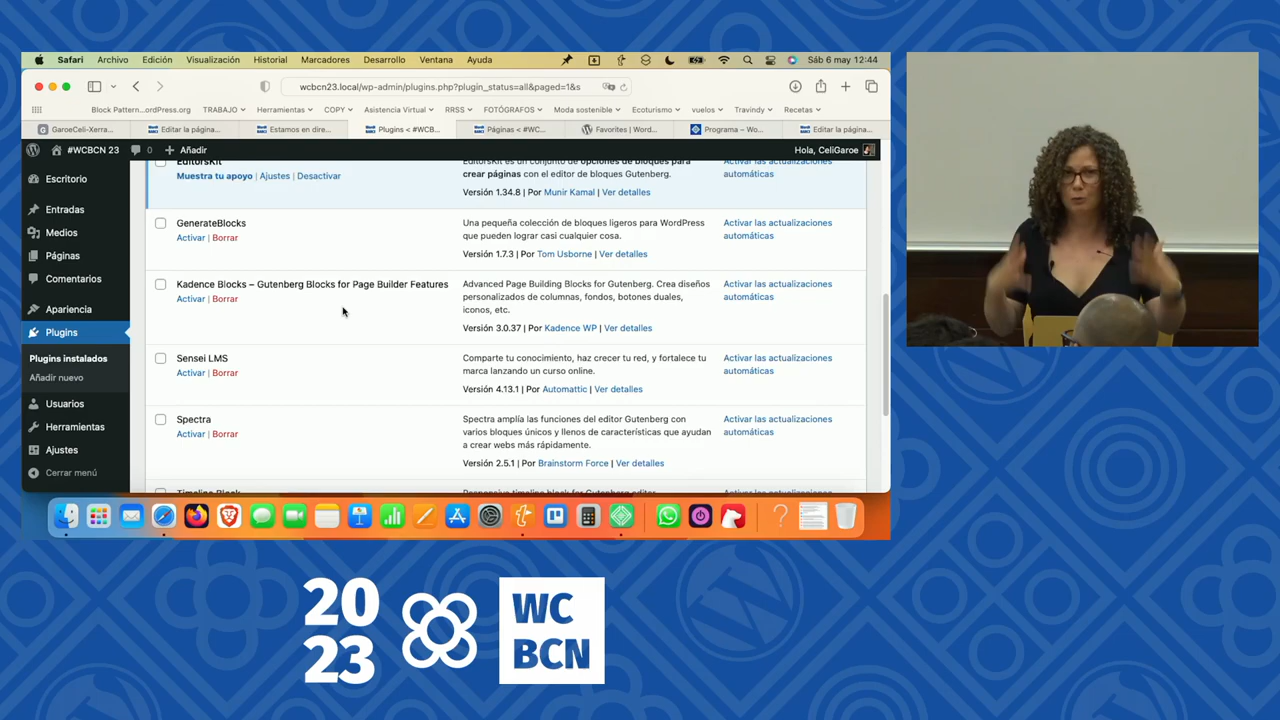 Safari Archivo Edición Visualización Historial Marcadores Desarrollo Ventana Ayuda Sáb 6 may 12:44
wcbcn23.local/wp-admin/plugins.php?plugin_status=all&paged=1&s
Block Pattern...ordPress.org TRABAJO Herramientas COPY Asistencia Virtual RRSS FOTÓGRAFOS Moda sostenible Ecoturismo vuelos Travindy Recetas
GaroeCeli-Xerra... Editar la página... Estamos en dire... Plugins < #WCB... Páginas < #WC... Favorites | Word... Programa – Wo... Editar la página...
#WCBCN 23 0 Añadir Hola, CeliGaroe
Escritorio
Entradas
Medios
Páginas
Comentarios
Apariencia
Plugins
Plugins instalados
Añadir nuevo
Usuarios
Herramientas
Ajustes
Cerrar menú
EditorsKit
Muestra tu apoyo | Ajustes | Desactivar
EditorsKit es un conjunto de opciones de bloques para
crear páginas con el editor de bloques Gutenberg.
Versión 1.34.8 | Por Munir Kamal | Ver detalles
Activar las actualizaciones
automáticas
GenerateBlocks
Activar | Borrar
Una pequeña colección de bloques ligeros para WordPress
que pueden lograr casi cualquier cosa.
Versión 1.7.3 | Por Tom Usborne | Ver detalles
Activar las actualizaciones
automáticas
Kadence Blocks – Gutenberg Blocks for Page Builder Features
Activar | Borrar
Advanced Page Building Blocks for Gutenberg. Crea diseños
personalizados de columnas, fondos, botones duales,
iconos, etc.
Versión 3.0.37 | Por Kadence WP | Ver detalles
Activar las actualizaciones
automáticas
Sensei LMS
Activar | Borrar
Comparte tu conocimiento, haz crecer tu red, y fortalece tu
marca lanzando un curso online.
Versión 4.13.1 | Por Automattic | Ver detalles
Activar las actualizaciones
automáticas
Spectra
Activar | Borrar
Spectra amplía las funciones del editor Gutenberg con
varios bloques únicos y llenos de características que ayudan
a crear webs más rápidamente.
Versión 2.5.1 | Por Brainstorm Force | Ver detalles
Activar las actualizaciones
automáticas
20
23
WC
BCN